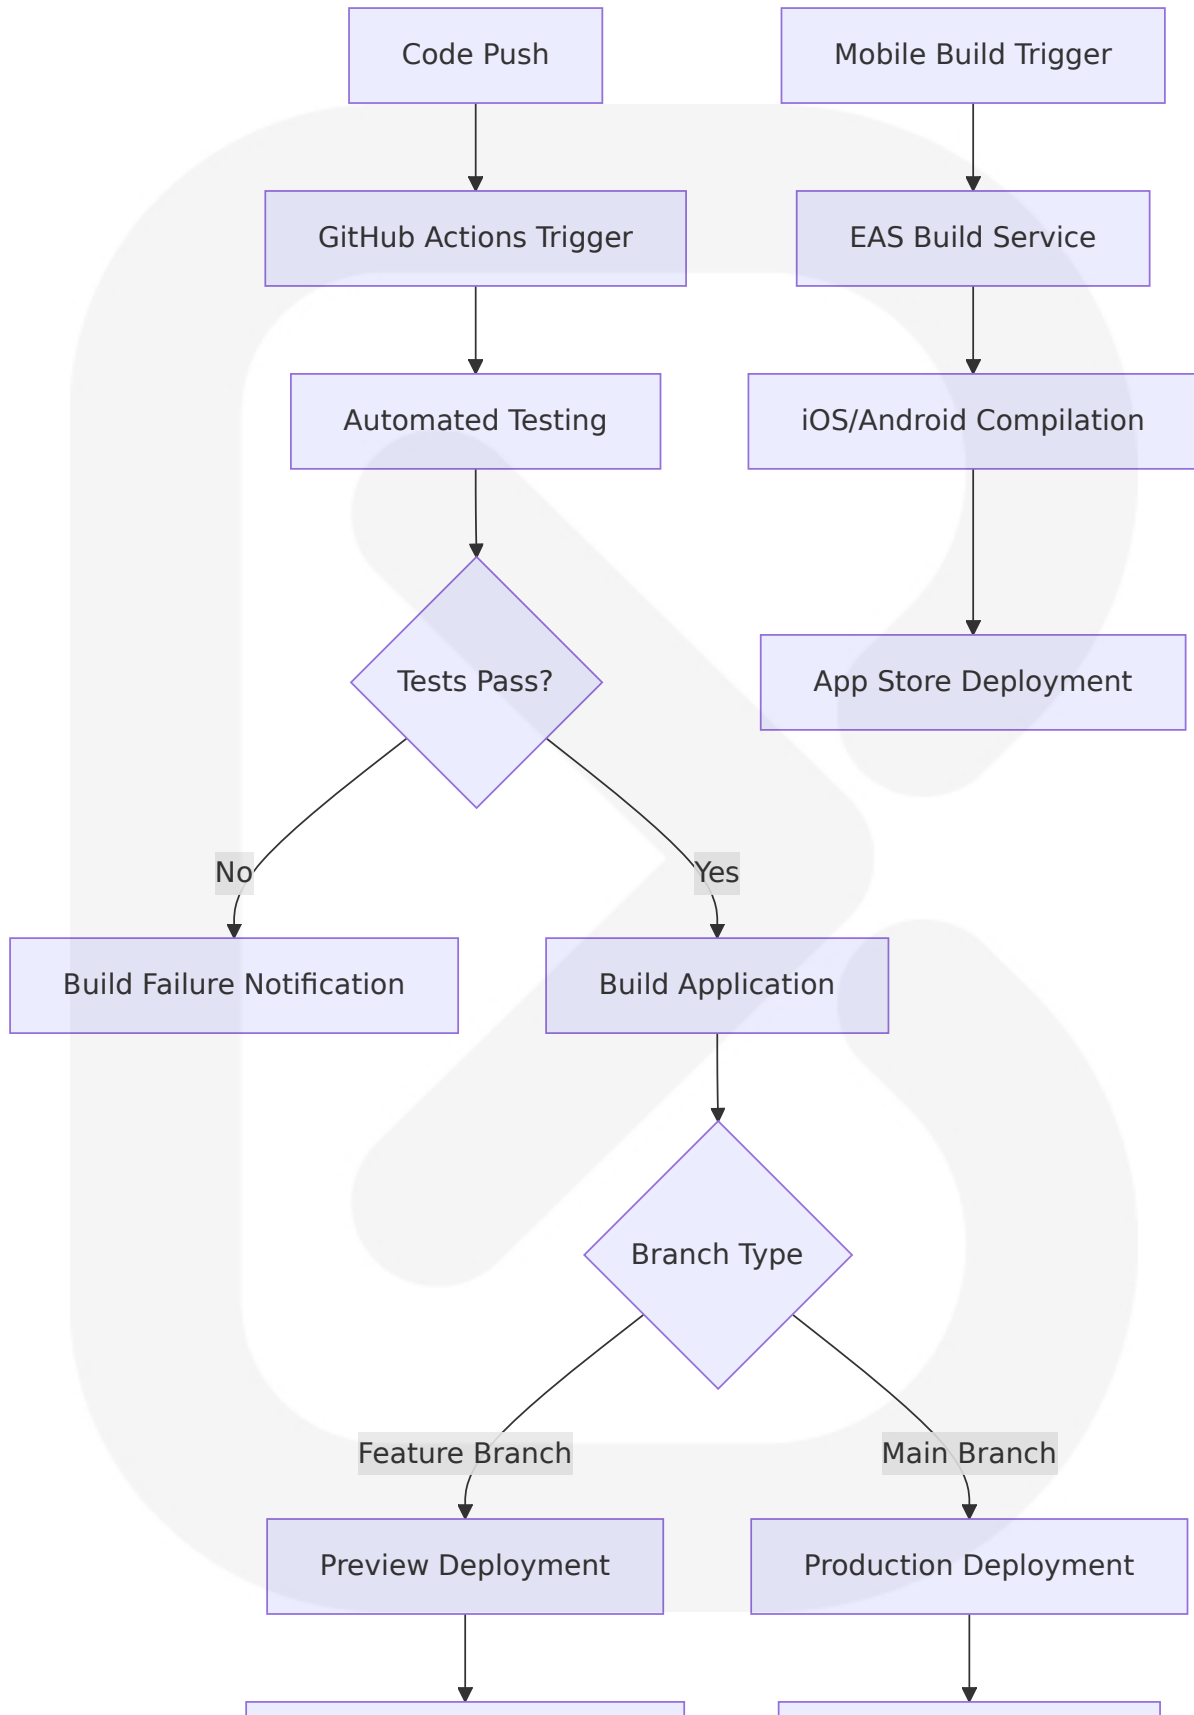 Code Push
Mobile Build Trigger
GitHub Actions Trigger
EAS Build Service
Automated Testing
iOS/Android Compilation
Tests Pass?
App Store Deployment
No
Yes
Build Failure Notification
Build Application
Branch Type
Feature Branch
Main Branch
Preview Deployment
Production Deployment